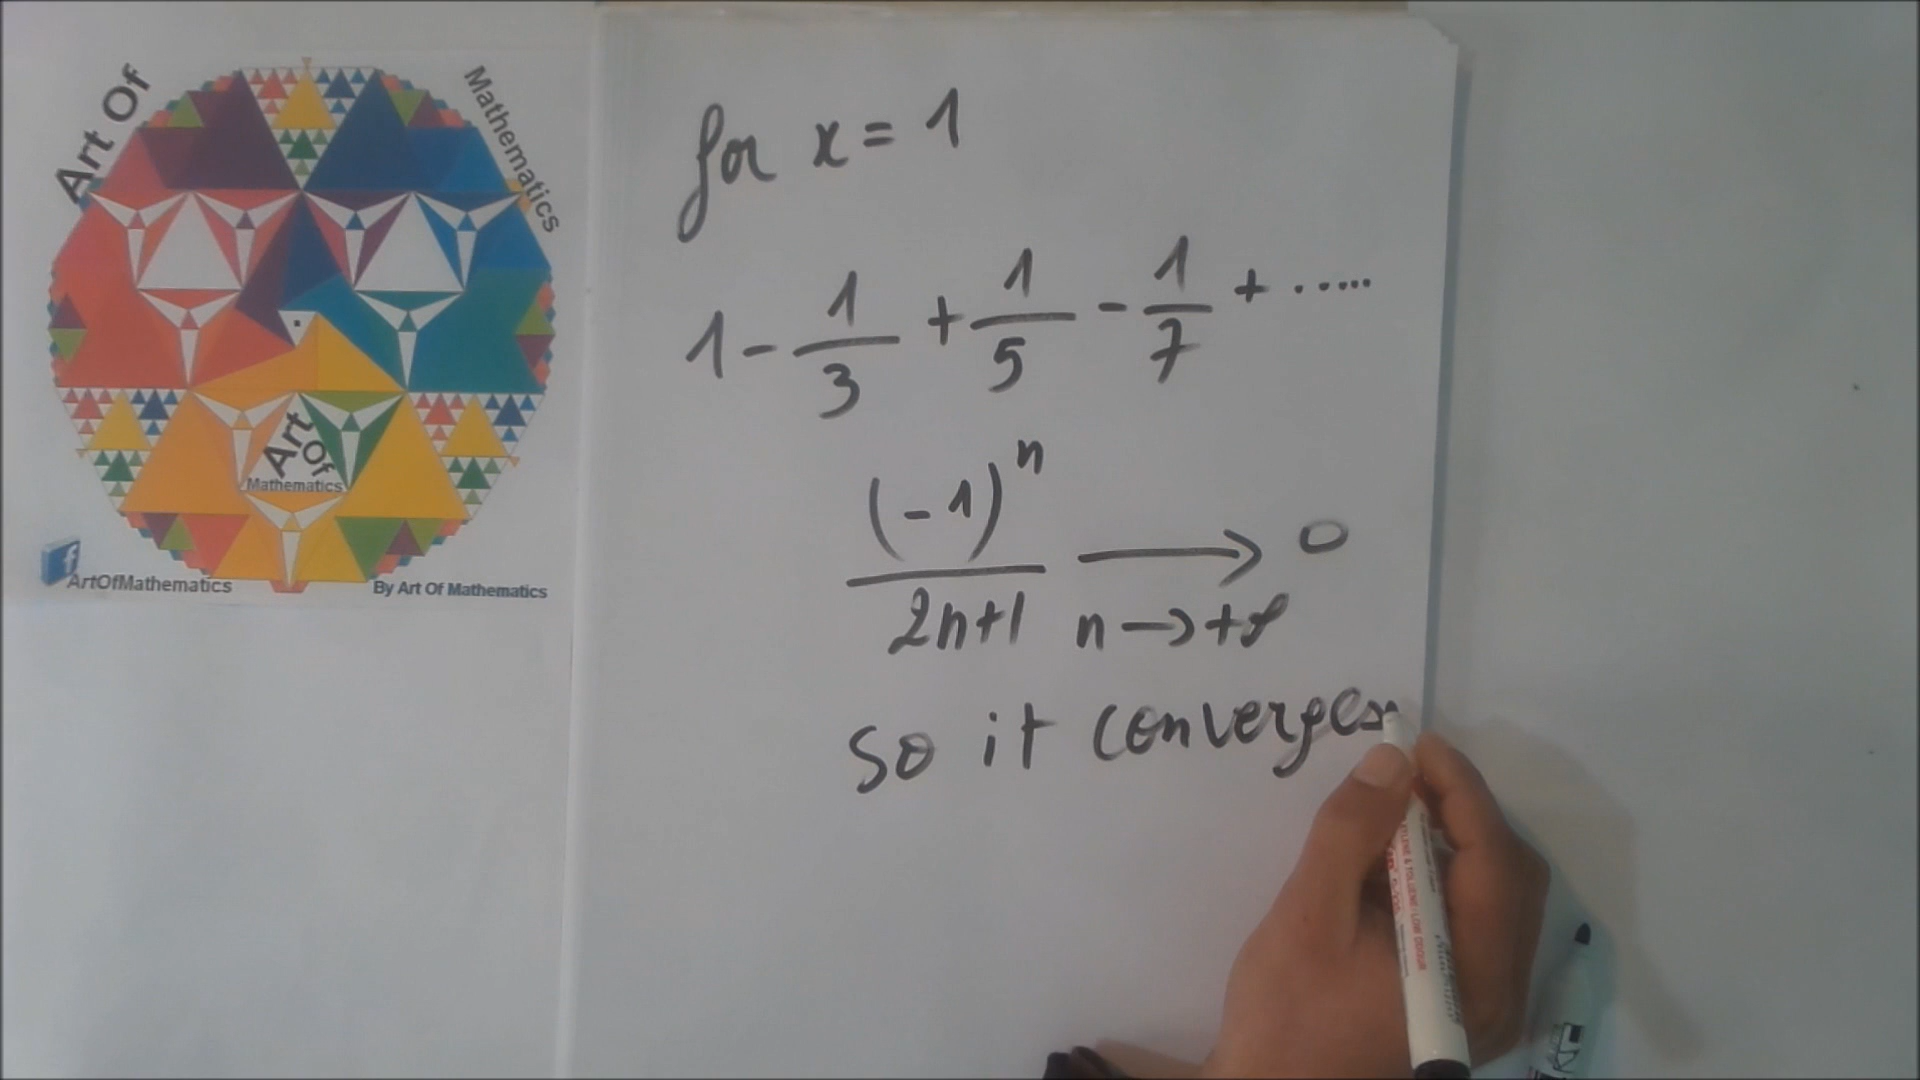 Art Of
Mathematics
Art
Of
Mathematics
f
ArtOfMathematics
By Art Of Mathematics
for x = 1
1 - 1/3 + 1/5 - 1/7 + .....
(-1)^n / 2n+1 ⟶ 0
n → +∞
so it converges